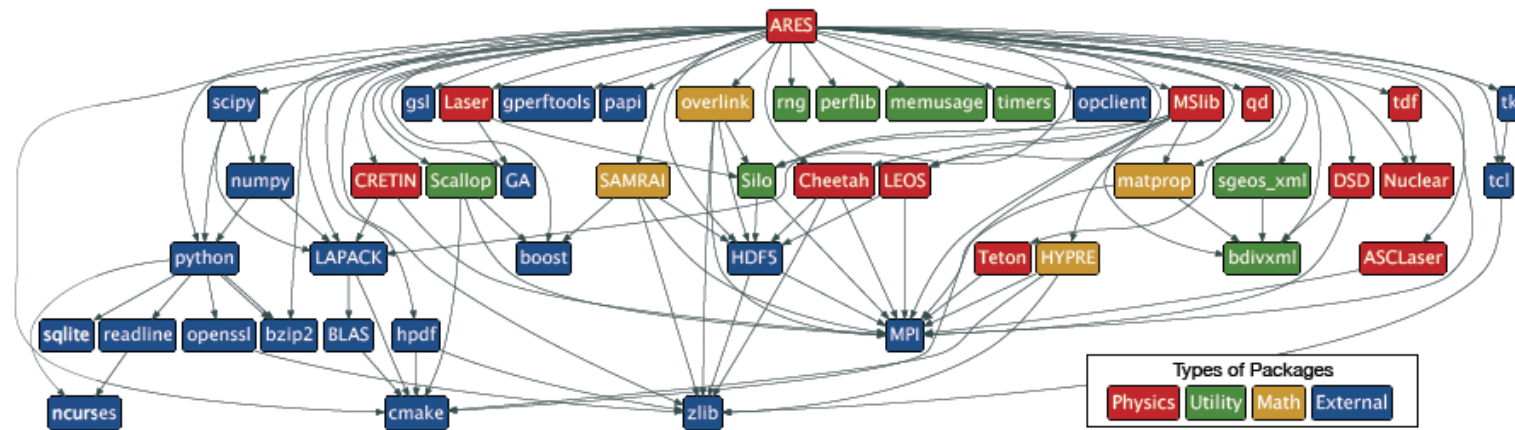 ARES
scipy gsl Laser gperftools papi overlink rng perflib memusage timers opclient MSlib qd tdf tk
numpy CRETIN Scallop GA SAMRAI Silo Cheetah LEOS matprop sgeos_xml DSD Nuclear tcl
python LAPACK boost HDF5 Teton HYPRE bdivxml ASCLaser
sqlite readline openssl bzip2 BLAS hpdf MPI
Types of Packages
Physics Utility Math External
ncurses cmake zlib